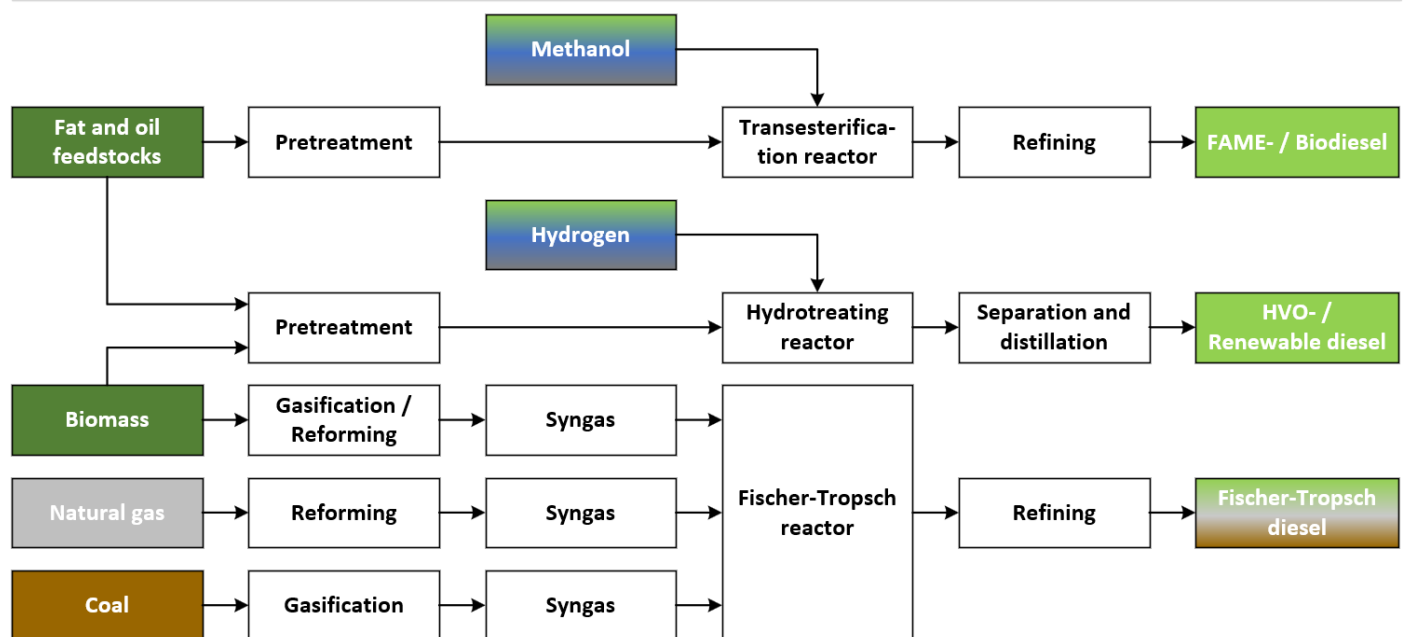 Methanol
Fat and oil
feedstocks
Pretreatment
Transesterifica-
tion reactor
Refining
FAME- / Biodiesel
Hydrogen
Pretreatment
Hydrotreating
reactor
Separation and
distillation
HVO- /
Renewable diesel
Biomass
Gasification /
Reforming
Syngas
Natural gas
Reforming
Syngas
Fischer-Tropsch
reactor
Refining
Fischer-Tropsch
diesel
Coal
Gasification
Syngas